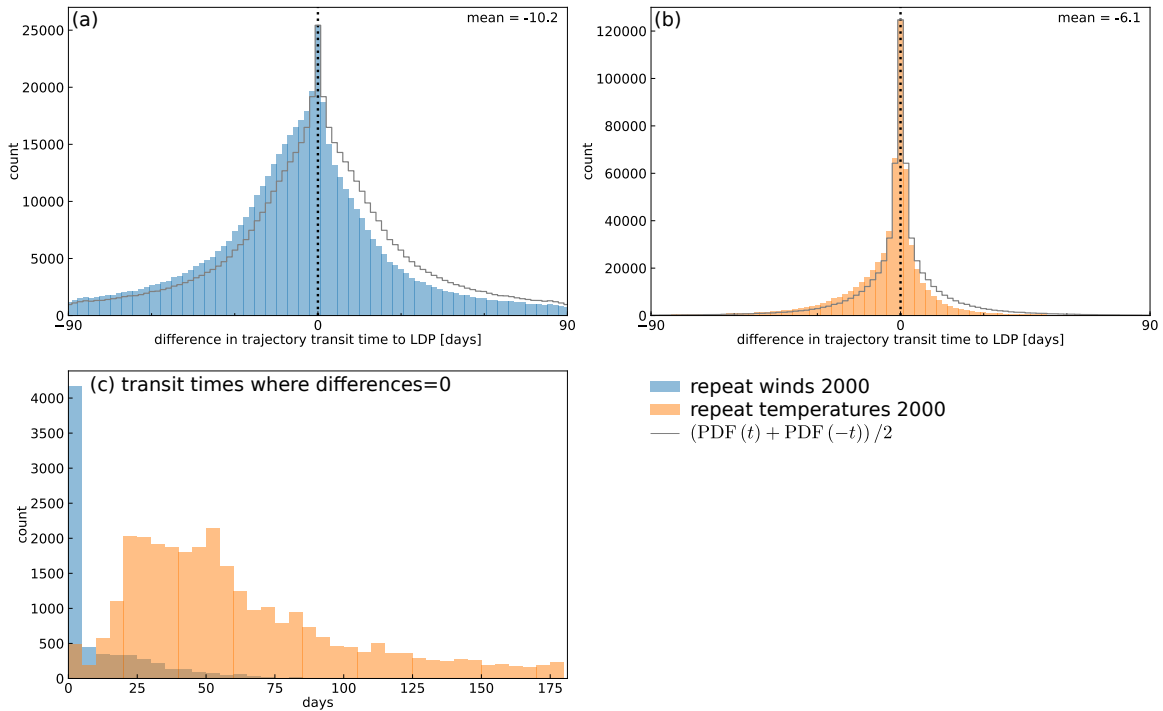 (a)
mean = -10.2
25000
20000
15000
10000
5000
0
count
−90
0
90
difference in trajectory transit time to LDP [days]
(b)
mean = -6.1
120000
100000
80000
60000
40000
20000
0
count
−90
0
90
difference in trajectory transit time to LDP [days]
(c) transit times where differences=0
4000
3500
3000
2500
2000
1500
1000
500
0
count
0
25
50
75
100
125
150
175
days
repeat winds 2000
repeat temperatures 2000
(PDF (t) + PDF (−t)) /2